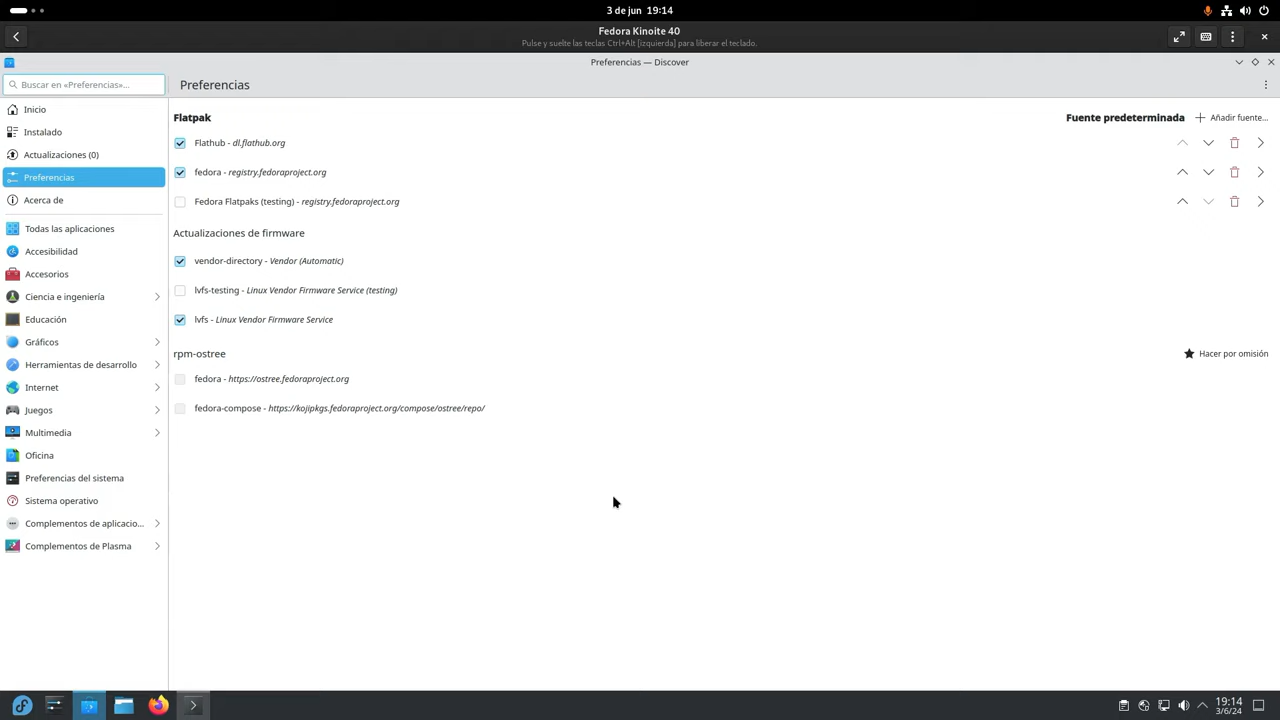 3 de jun 19:14
Fedora Kinoite 40
Pulse y suelte las teclas Ctrl+Alt [izquierda] para liberar el teclado.
Preferencias — Discover
Buscar en «Preferencias»...
Preferencias
Inicio
Instalado
Actualizaciones (0)
Preferencias
Acerca de
Todas las aplicaciones
Accesibilidad
Accesorios
Ciencia e ingeniería
Educación
Gráficos
Herramientas de desarrollo
Internet
Juegos
Multimedia
Oficina
Preferencias del sistema
Sistema operativo
Complementos de aplicacio...
Complementos de Plasma
Flatpak
Fuente predeterminada
Añadir fuente...
Flathub - dl.flathub.org
fedora - registry.fedoraproject.org
Fedora Flatpaks (testing) - registry.fedoraproject.org
Actualizaciones de firmware
vendor-directory - Vendor (Automatic)
lvfs-testing - Linux Vendor Firmware Service (testing)
lvfs - Linux Vendor Firmware Service
rpm-ostree
Hacer por omisión
fedora - https://ostree.fedoraproject.org
fedora-compose - https://kojipkgs.fedoraproject.org/compose/ostree/repo/
19:14
3/6/24